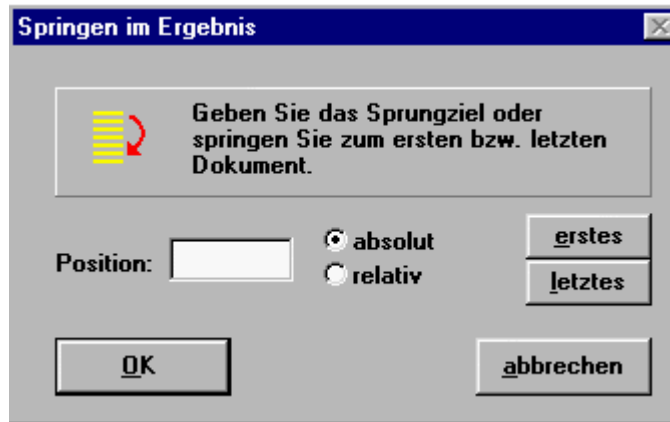 Springen im Ergebnis
Geben Sie das Sprungziel oder
springen Sie zum ersten bzw. letzten
Dokument.
Position:
absolut
relativ
erstes
letztes
OK
abbrechen